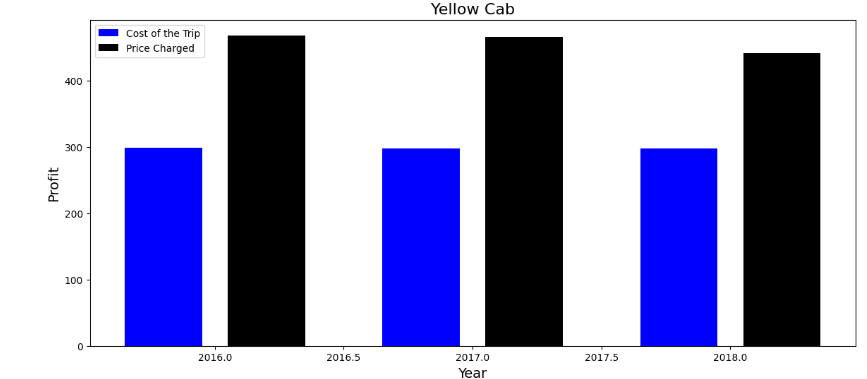 Yellow Cab
Cost of the Trip
Price Charged
400
300
200
100
0
Profit
2016.0
2016.5
2017.0
2017.5
2018.0
Year